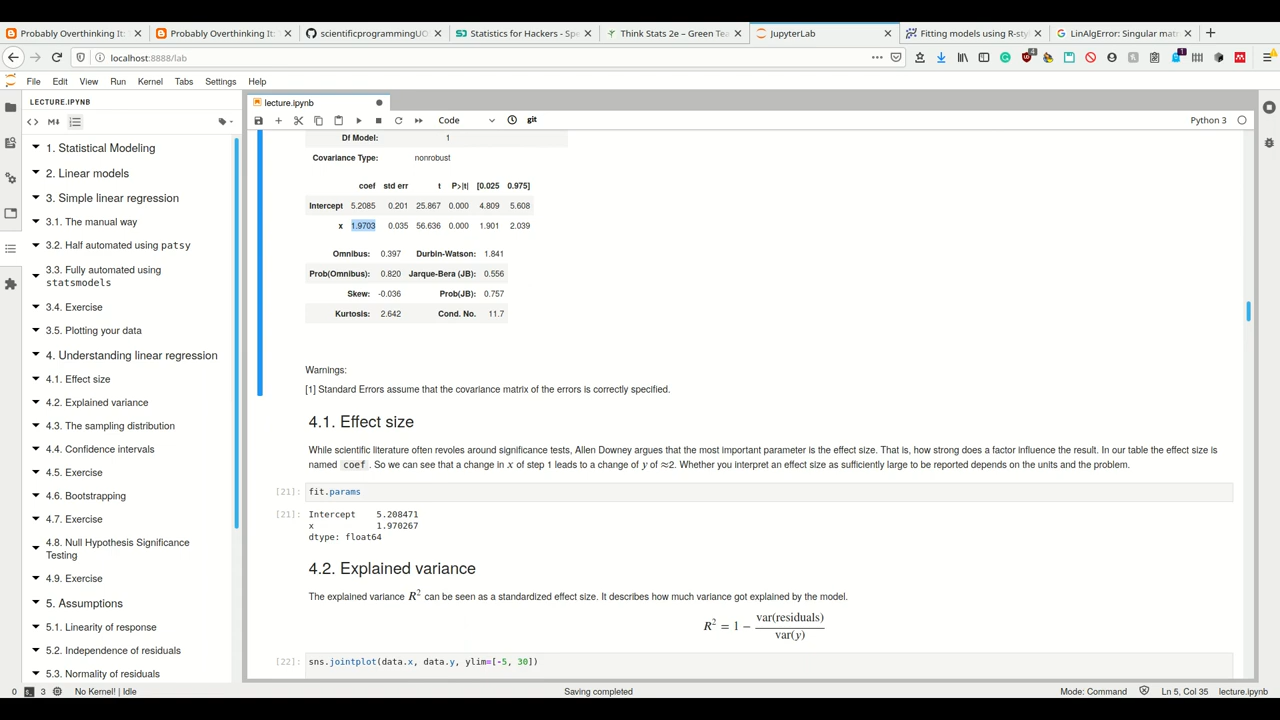 Probably Overthinking It:
Probably Overthinking It:
scientificprogrammingUO
Statistics for Hackers - Spe
Think Stats 2e – Green Tea
JupyterLab
Fitting models using R-sty
LinAlgError: Singular mat
localhost:8888/lab
File Edit View Run Kernel Tabs Settings Help
LECTURE.IPYNB
lecture.ipynb
Code
git
Python 3
1. Statistical Modeling
2. Linear models
3. Simple linear regression
3.1. The manual way
3.2. Half automated using patsy
3.3. Fully automated using
statsmodels
3.4. Exercise
3.5. Plotting your data
4. Understanding linear regression
4.1. Effect size
4.2. Explained variance
4.3. The sampling distribution
4.4. Confidence intervals
4.5. Exercise
4.6. Bootstrapping
4.7. Exercise
4.8. Null Hypothesis Significance
Testing
4.9. Exercise
5. Assumptions
5.1. Linearity of response
5.2. Independence of residuals
5.3. Normality of residuals
Df Model: 1
Covariance Type: nonrobust
coef std err t P>|t| [0.025 0.975]
Intercept 5.2085 0.201 25.867 0.000 4.809 5.608
x 1.9703 0.035 56.636 0.000 1.901 2.039
Omnibus: 0.397 Durbin-Watson: 1.841
Prob(Omnibus): 0.820 Jarque-Bera (JB): 0.556
Skew: -0.036 Prob(JB): 0.757
Kurtosis: 2.642 Cond. No. 11.7
Warnings:
[1] Standard Errors assume that the covariance matrix of the errors is correctly specified.
4.1. Effect size
While scientific literature often revoles around significance tests, Allen Downey argues that the most important parameter is the effect size. That is, how strong does a factor influence the result. In our table the effect size is
named coef. So we can see that a change in x of step 1 leads to a change of y of ≈2. Whether you interpret an effect size as sufficiently large to be reported depends on the units and the problem.
[21]: fit.params
[21]: Intercept 5.208471
x 1.970267
dtype: float64
4.2. Explained variance
The explained variance R² can be seen as a standardized effect size. It describes how much variance got explained by the model.
R² = 1 − var(residuals) / var(y)
[22]: sns.jointplot(data.x, data.y, ylim=[-5, 30])
0 3 No Kernel! | Idle
Saving completed
Mode: Command
Ln 5, Col 35
lecture.ipynb